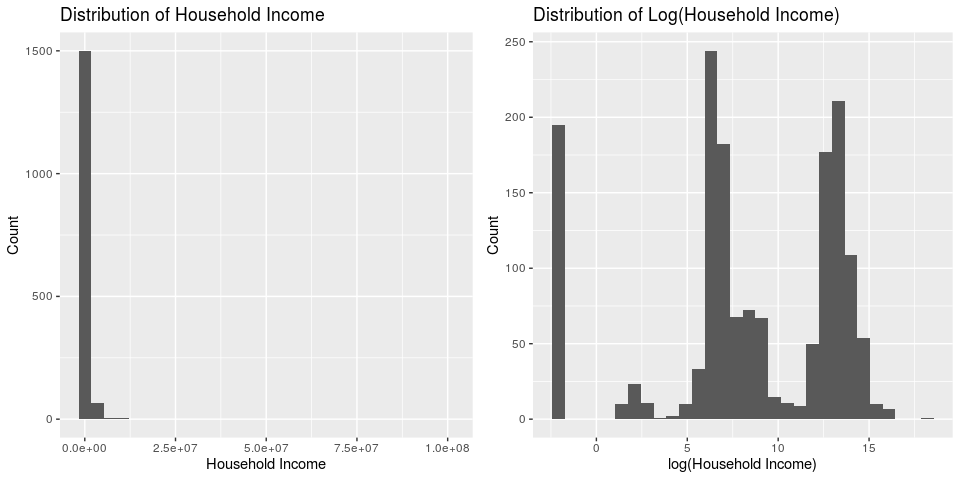 Distribution of Household Income
1500
1000
500
0
Count
0.0e+00 2.5e+07 5.0e+07 7.5e+07 1.0e+08
Household Income
Distribution of Log(Household Income)
250
200
150
100
50
0
Count
0 5 10 15
log(Household Income)